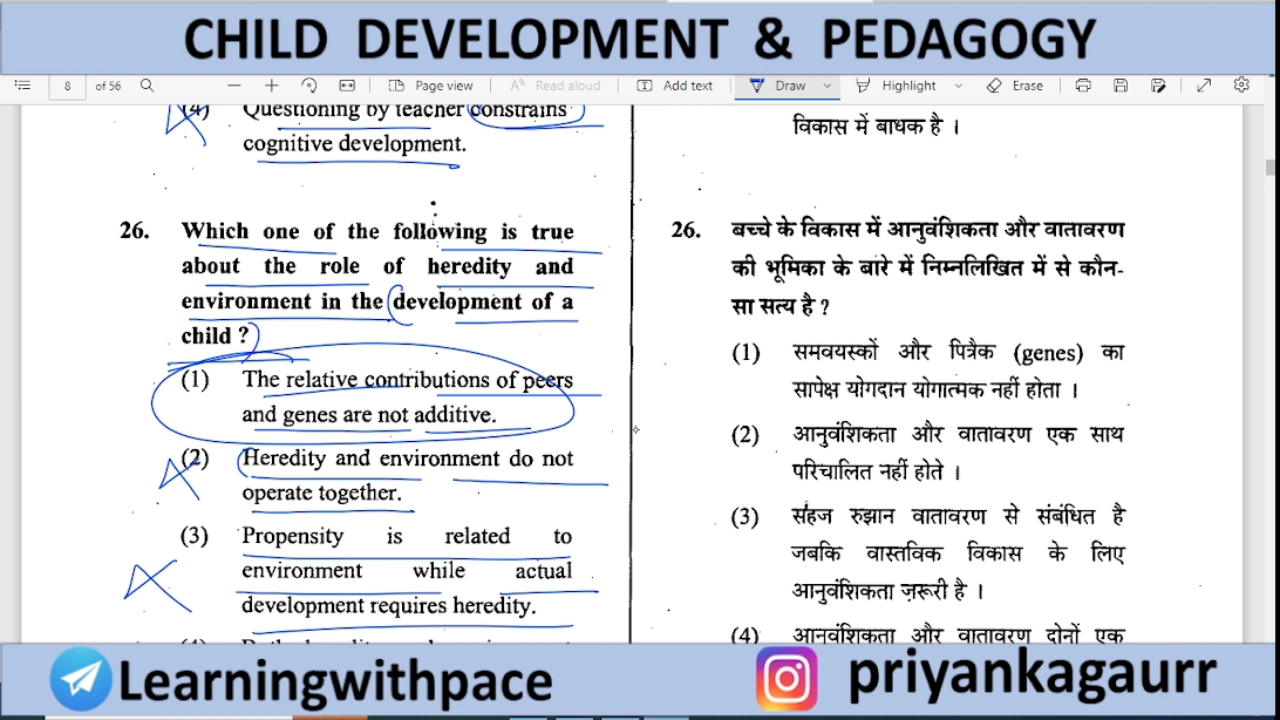 CHILD DEVELOPMENT & PEDAGOGY
8 of 56 Page view Read aloud Add text Draw Highlight Erase
(4) Questioning by teacher constrains
cognitive development.
26. Which one of the following is true
about the role of heredity and
environment in the development of a
child ?
(1) The relative contributions of peers
and genes are not additive.
(2) Heredity and environment do not
operate together.
(3) Propensity is related to
environment while actual
development requires heredity.
विकास में बाधक है ।
26. बच्चे के विकास में आनुवंशिकता और वातावरण
की भूमिका के बारे में निम्नलिखित में से कौन-
सा सत्य है ?
(1) समवयस्कों और पित्रैक (genes) का
सापेक्ष योगदान योगात्मक नहीं होता ।
(2) आनुवंशिकता और वातावरण एक साथ
परिचालित नहीं होते ।
(3) सहज रुझान वातावरण से संबंधित है
जबकि वास्तविक विकास के लिए
आनुवंशिकता ज़रूरी है ।
(4) आनुवंशिकता और वातावरण दोनों एक
Learningwithpace
priyankagaurr